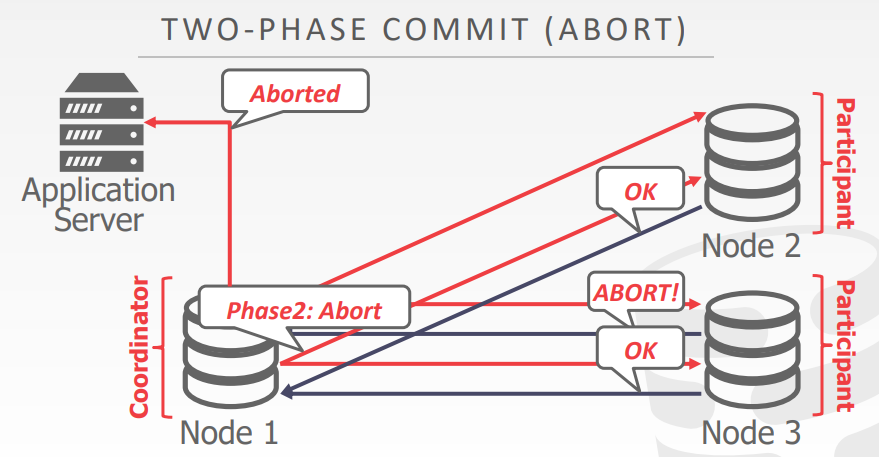 TWO-PHASE COMMIT (ABORT)
Aborted
Application
Server
OK
Participant
Node 2
Coordinator
Phase2: Abort
ABORT!
OK
Participant
Node 1
Node 3